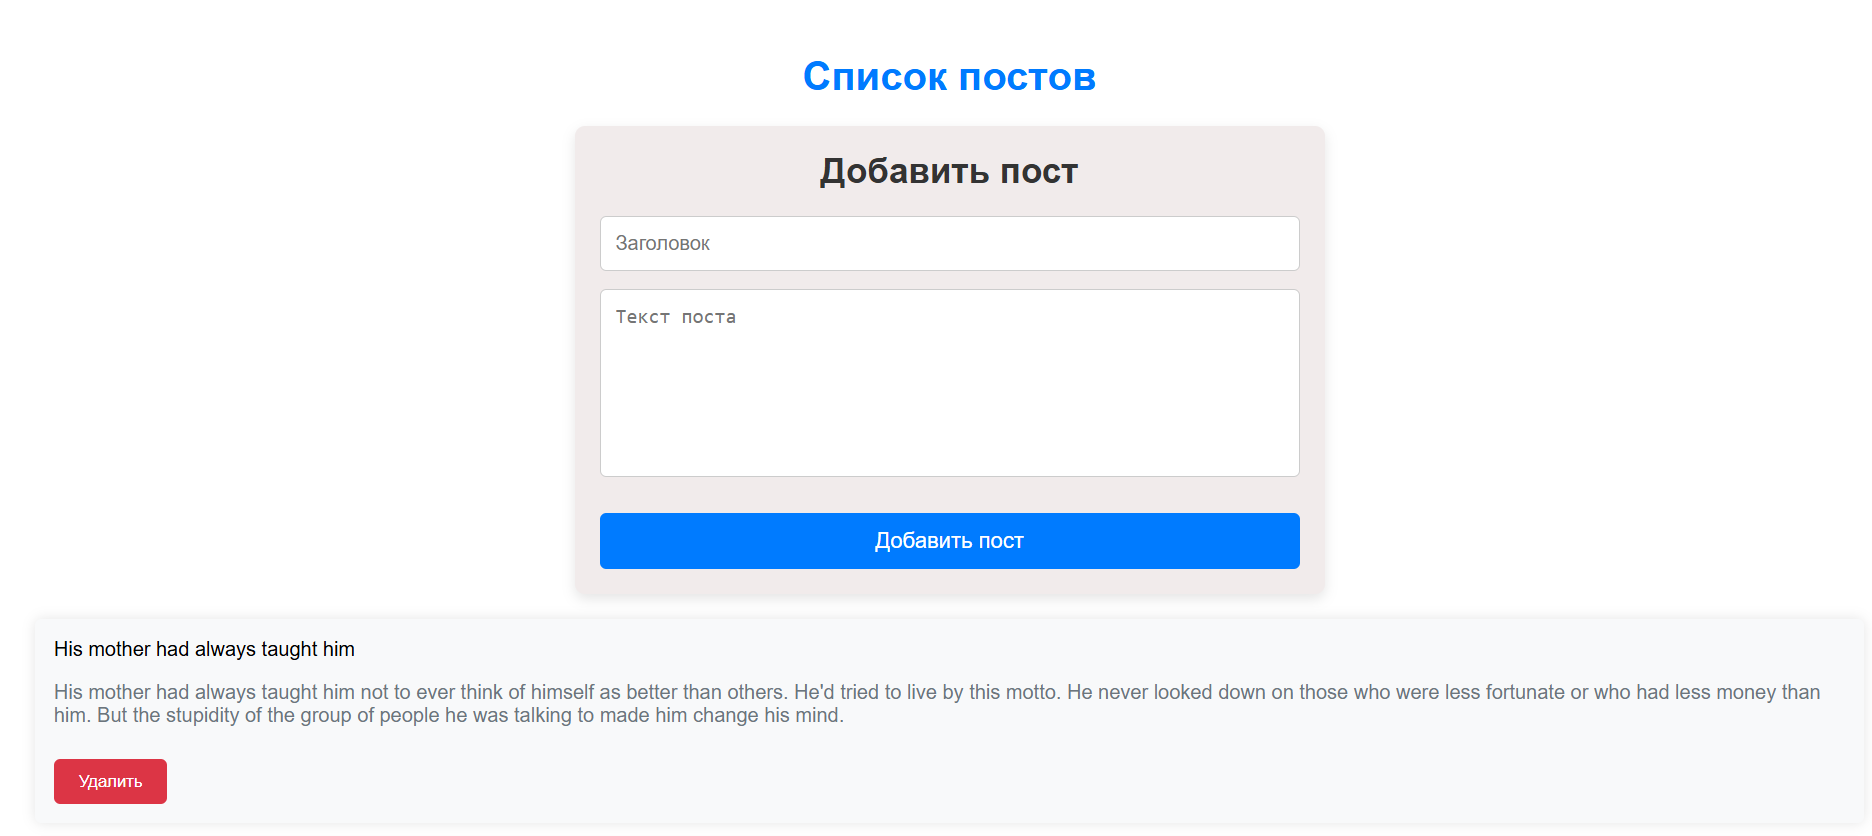 Список постов
Добавить пост
Заголовок
Текст поста
Добавить пост
His mother had always taught him
His mother had always taught him not to ever think of himself as better than others. He'd tried to live by this motto. He never looked down on those who were less fortunate or who had less money than
him. But the stupidity of the group of people he was talking to made him change his mind.
Удалить